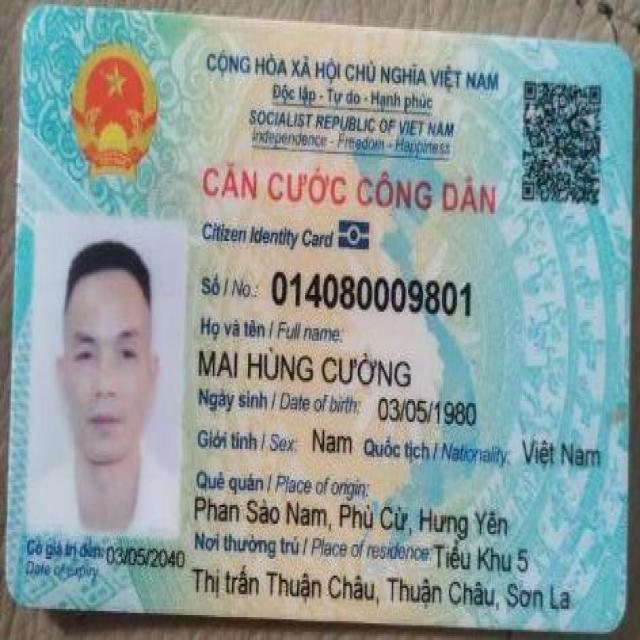 CỘNG HÒA XÃ HỘI CHỦ NGHĨA VIỆT NAM
Độc lập - Tự do - Hạnh phúc
SOCIALIST REPUBLIC OF VIET NAM
Independence - Freedom - Happiness
CĂN CƯỚC CÔNG DÂN
Citizen Identity Card
Số / No.: 014080009801
Họ và tên / Full name:
MAI HÙNG CƯỜNG
Ngày sinh / Date of birth: 03/05/1980
Giới tính / Sex: Nam Quốc tịch / Nationality: Việt Nam
Quê quán / Place of origin:
Phan Sào Nam, Phù Cừ, Hưng Yên
Nơi thường trú / Place of residence: Tiểu Khu 5
Thị trấn Thuận Châu, Thuận Châu, Sơn La
Có giá trị đến: 03/05/2040
Date of expiry